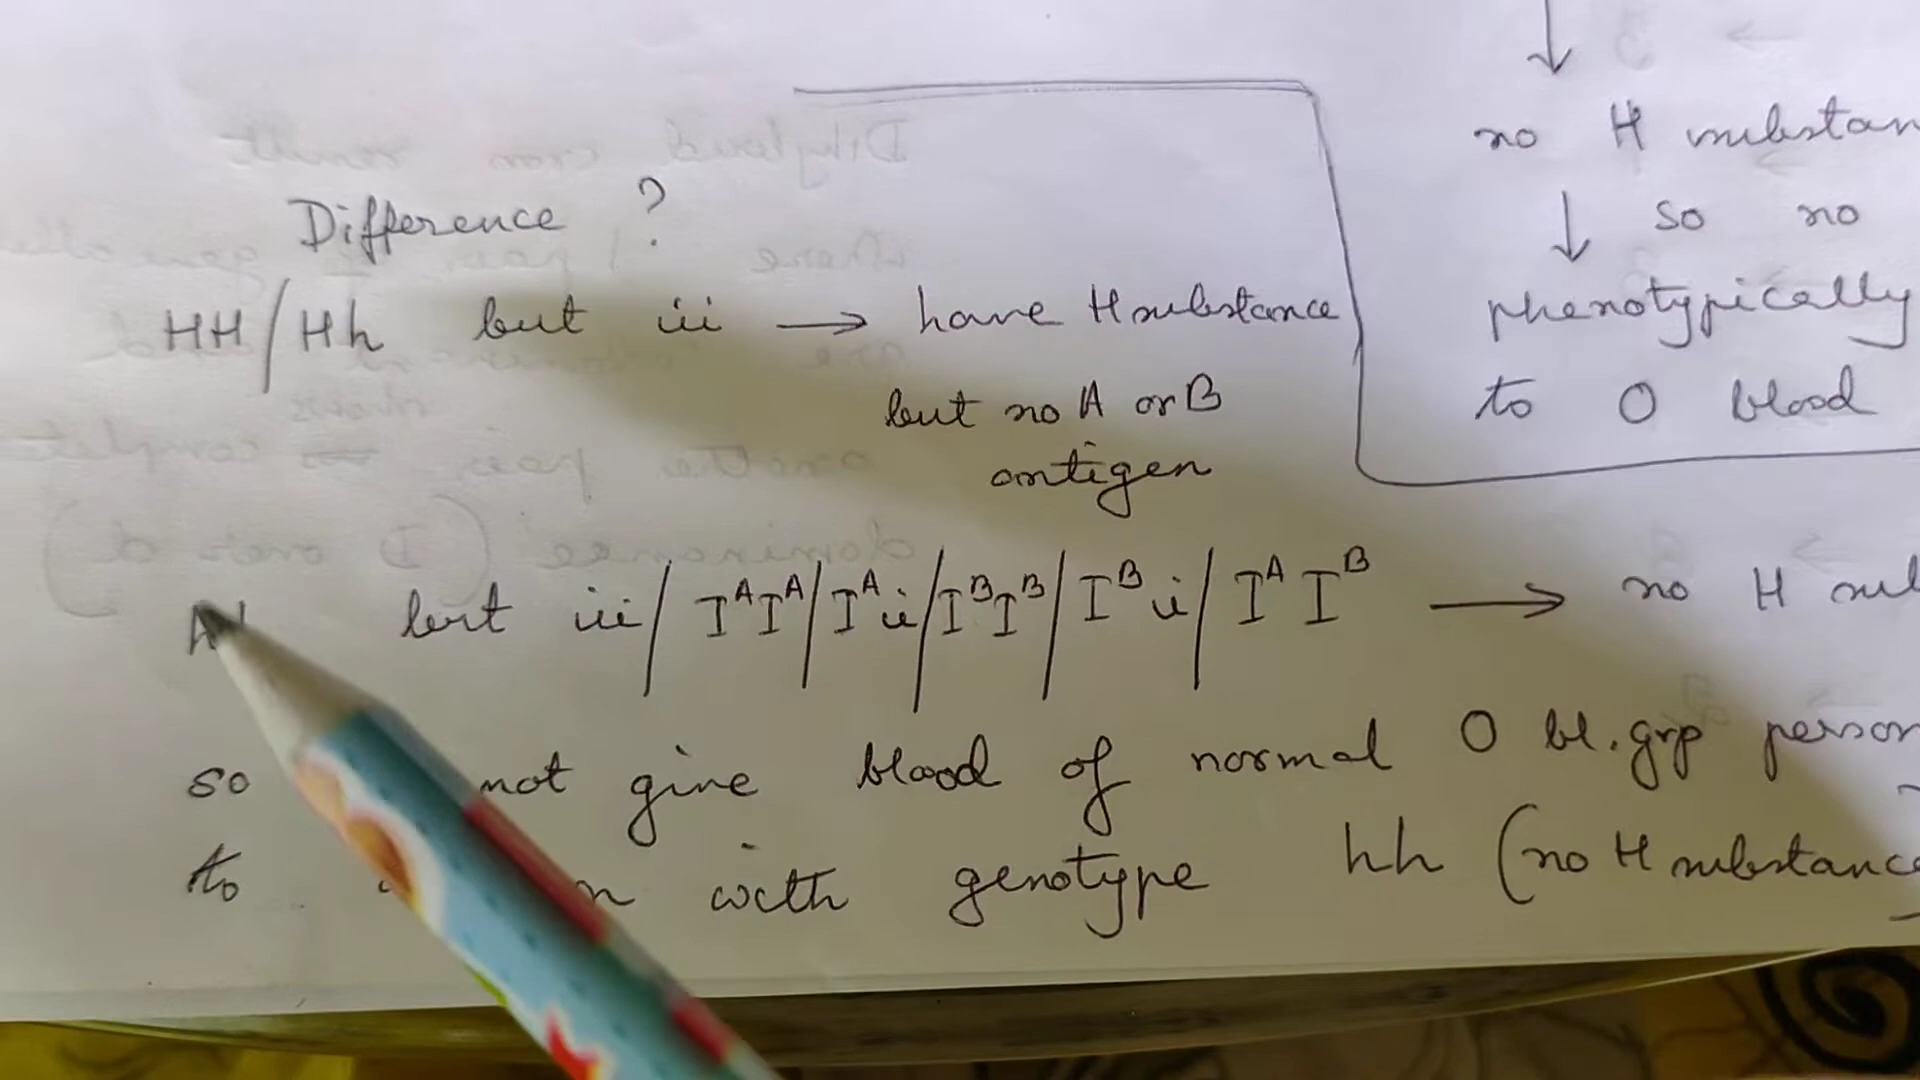 no H substan
so no
phenotypically
to O blood
Difference ?
HH/Hh but ii → have H substance
but no A or B
antigen
but ii/ I^A I^A/ I^A i/ I^B I^B/ I^B i/ I^A I^B → no H su
so not give blood of normal O bl. grp person
to with genotype hh (no H substance